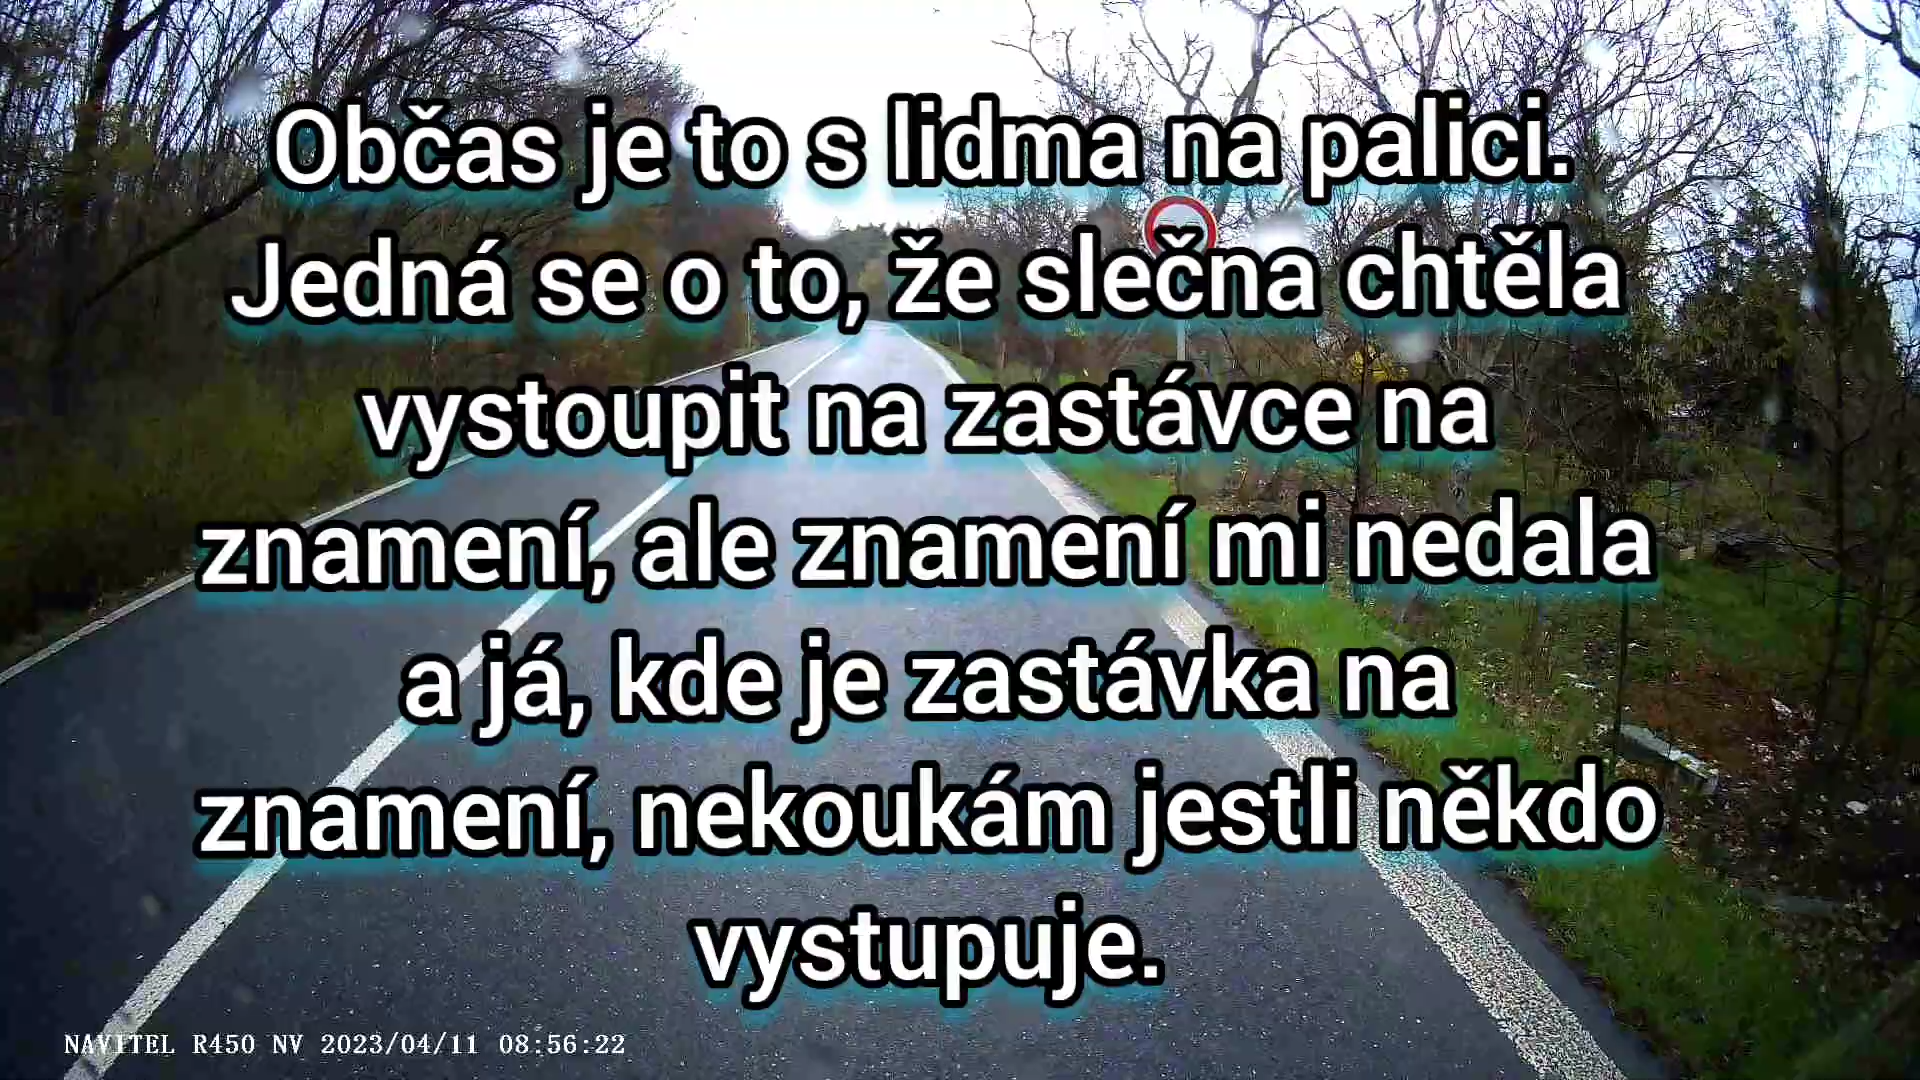 Občas je to s lidma na palici.
Jedná se o to, že slečna chtěla
vystoupit na zastávce na
znamení, ale znamení mi nedala
a já, kde je zastávka na
znamení, nekoukám jestli někdo
vystupuje.
NAVITEL R450 NV 2023/04/11 08:56:22